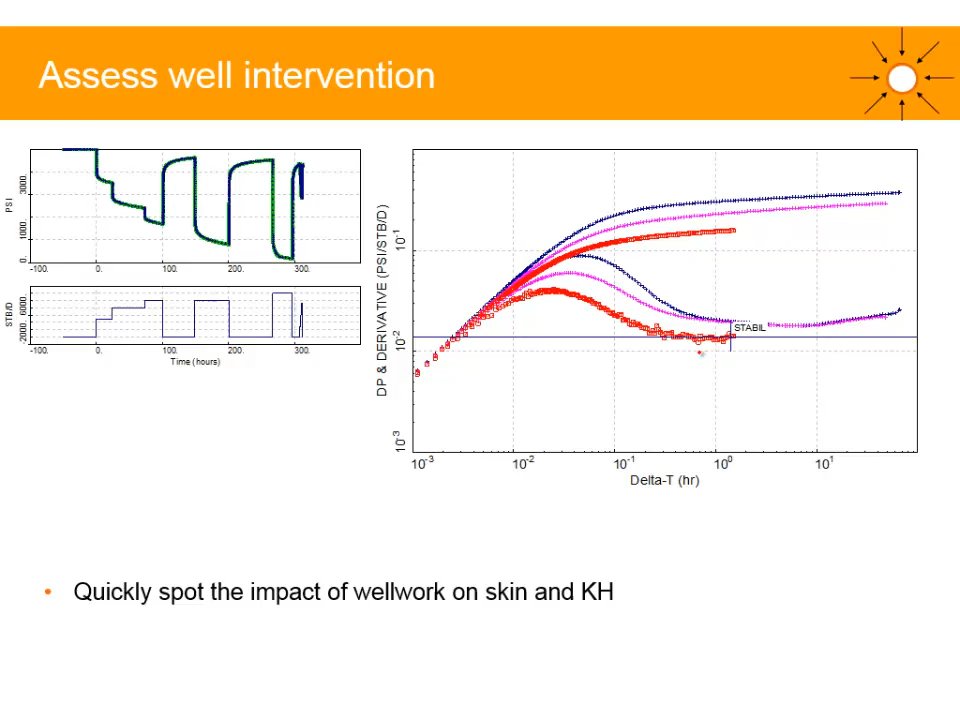 Assess well intervention
PSI
3000.
1000.
0.
-100. 0. 100. 200. 300.
STB/D
6000.
-2000.
-100. 0. 100. 200. 300.
Time (hours)
DP & DERIVATIVE (PSI/STB/D)
10-1
10-2
10-3
STABIL
10-3 10-2 10-1 100 101
Delta-T (hr)
• Quickly spot the impact of wellwork on skin and KH